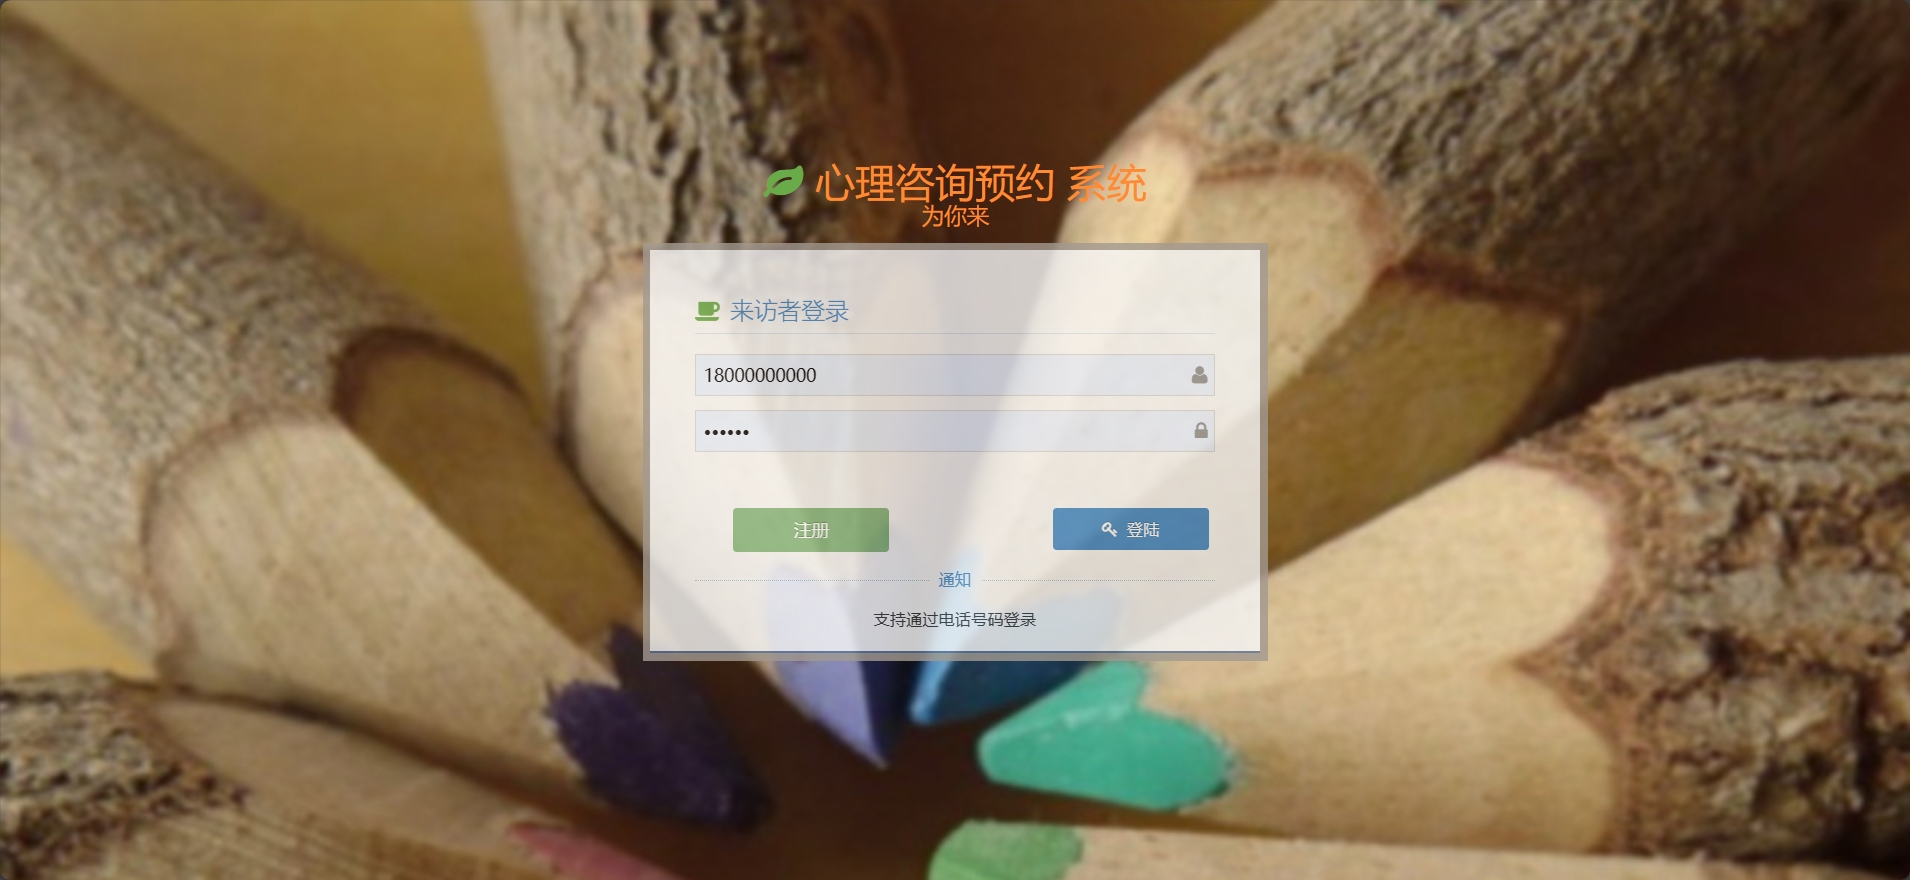 心理咨询预约 系统
为你来
来访者登录
18000000000
••••••
注册
登陆
通知
支持通过电话号码登录